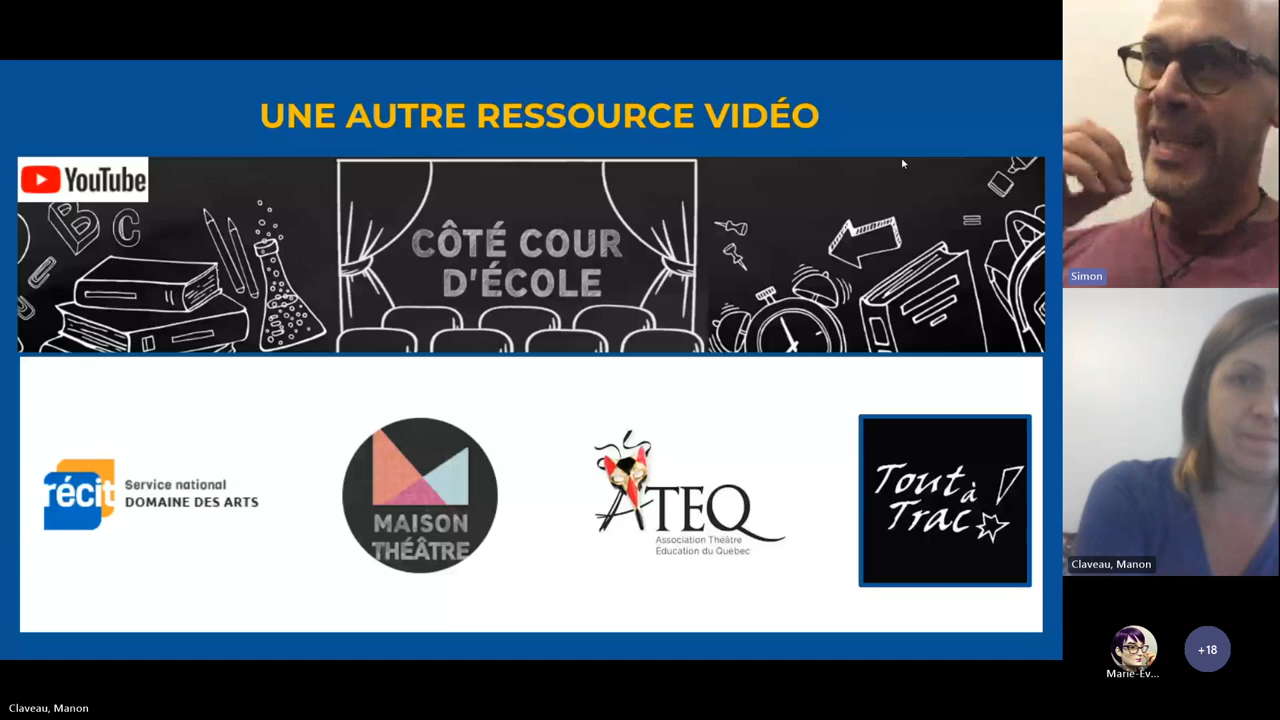 UNE AUTRE RESSOURCE VIDÉO
YouTube
B C
CÔTÉ COUR
D'ÉCOLE
récit
Service national
DOMAINE DES ARTS
MAISON
THÉÂTRE
ATEQ
Association Théâtre
Éducation du Québec
Tout à
Trac!
Simon
Claveau, Manon
Marie-Ev...
+18
Claveau, Manon